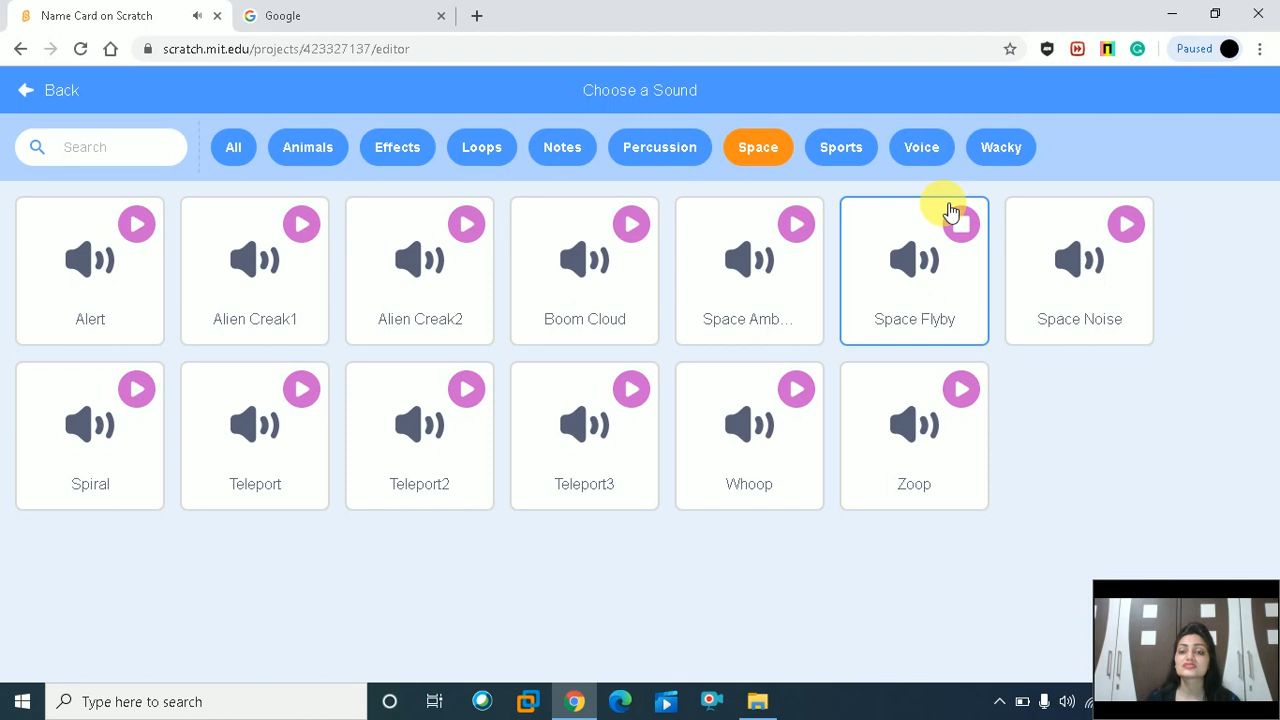 Name Card on Scratch
Google
scratch.mit.edu/projects/423327137/editor
Paused
Back
Choose a Sound
Search
All
Animals
Effects
Loops
Notes
Percussion
Space
Sports
Voice
Wacky
Alert
Alien Creak1
Alien Creak2
Boom Cloud
Space Amb...
Space Flyby
Space Noise
Spiral
Teleport
Teleport2
Teleport3
Whoop
Zoop
Type here to search